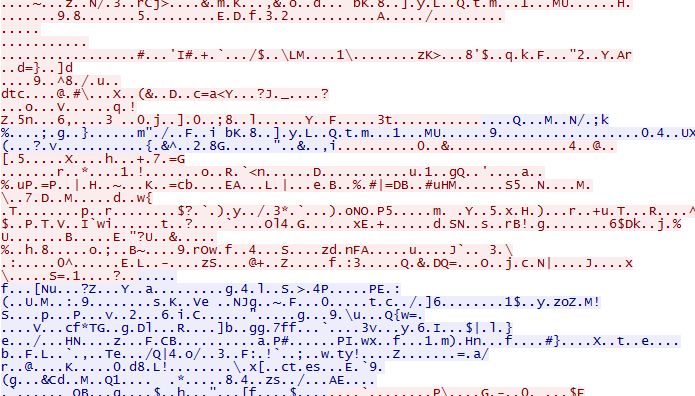 ....~...z..N/.3..rCj>....&.m.K...,&.o..d... bK.8..].y.L..Q.t.m...1...MU......H.
.......9.8.......5.........E.D.f.3.2...........A...../.........
.....
...........
.................#...'I#.+.`.../$..\LM....1\........zK>...8'$..q.k.F..."2..Y.Ar
..d=}..]d
....9..^8./.u..
dtc....@.#\...X..(&..D..c=a<Y...?J._....?
...o...V......q.!
Z.5n...6,....3 ..0.j..].O..;8..l......Y..F.....3t...............Q...M..N/.;k
%....;.g..}......m"./..F..i bK.8..].y.L..Q.t.m...1...MU......9...................0.4..UX
(...?.v...........{.&^..2.8G......"..&..,i...........0..&...............4..@..
[.5.....X....h...+.7.=G
.......r...*....1.!.......o..R.`<n......D...........u.1..gQ..'....a..
%.uP.=P..|.H..~...K..=cb....EA...L.|...e.B..%.#|=DB..#uHM......S5..N....M.
\..7.D..M.....d..w{
.T........p..r........$?.`.).y../.3*.`...).oNO.P5.....m. .Y..5.x.H.)...r..+u.T...R....^
$..P.T.V..I`wi.....t..?....`...Ol4.G......xE.+......d.SN..s..rB!.g........6$Dk..j.%
U.......B.....E."?U..&.....
%..h.8.....o.;..B~....9.rOw.f..4...S....zd.nFA.....u...J`.. 3.\
.:.....0^......E.L..-....zS....@+..Z.....f.:3.....Q.&.DQ=...O..j.c.N|....J....x
\.....S=.1....?.......
f...[Nu...?Z...Y..a.........g.4.l..S.>.4P.....PE.:
(..U.M..:.9........s.K..Ve ..NJg..~.F...O.....t.c../.]6.......1$..y.zoZ.M!
S....p...P...v..2...6.i.C......"......g...9.\u...Q{w=.
....V...cf*TG..g.Dl...R....]b..gg.7ff...`....3v...y.6.I...$|.l.}
e.../...HN....z...F.CB..........a.P#......PI.wx..f...1.m).Hn...f....#}....X..t..e....
b..F.L..`.,..Te.../Q|4.o/..3..F:.!`..;..w.ty!....Z.......=.a/
r..@....K.....0.d8.L!........\.x[..ct.es...E.`9.
(g...&Cd..M..Q1....  .*.....8.4..zs../...AE....